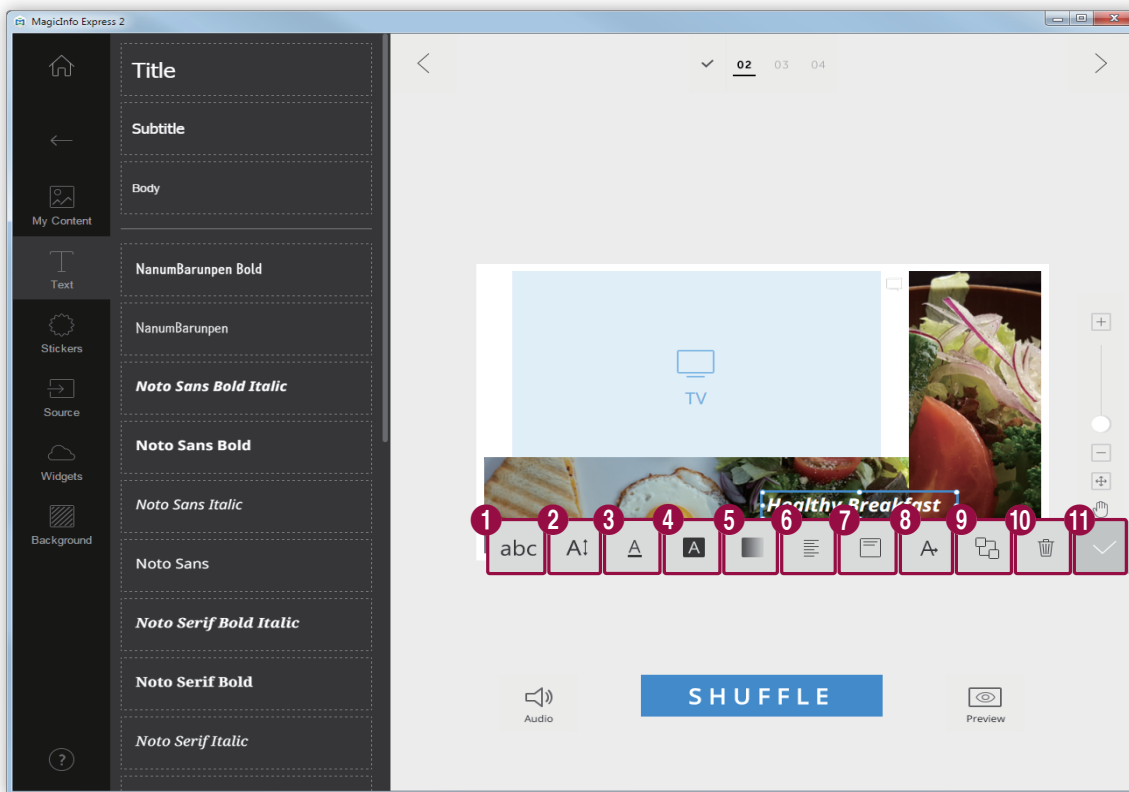 MagicInfo Express 2
My Content
Text
Stickers
Source
Widgets
Background
?
Title
Subtitle
Body
NanumBarunpen Bold
NanumBarunpen
Noto Sans Bold Italic
Noto Sans Bold
Noto Sans Italic
Noto Sans
Noto Serif Bold Italic
Noto Serif Bold
Noto Serif Italic
02 03 04
TV
Healthy Breakfast
1 2 3 4 5 6 7 8 9 10 11
abc A A A A
Audio
SHUFFLE
Preview